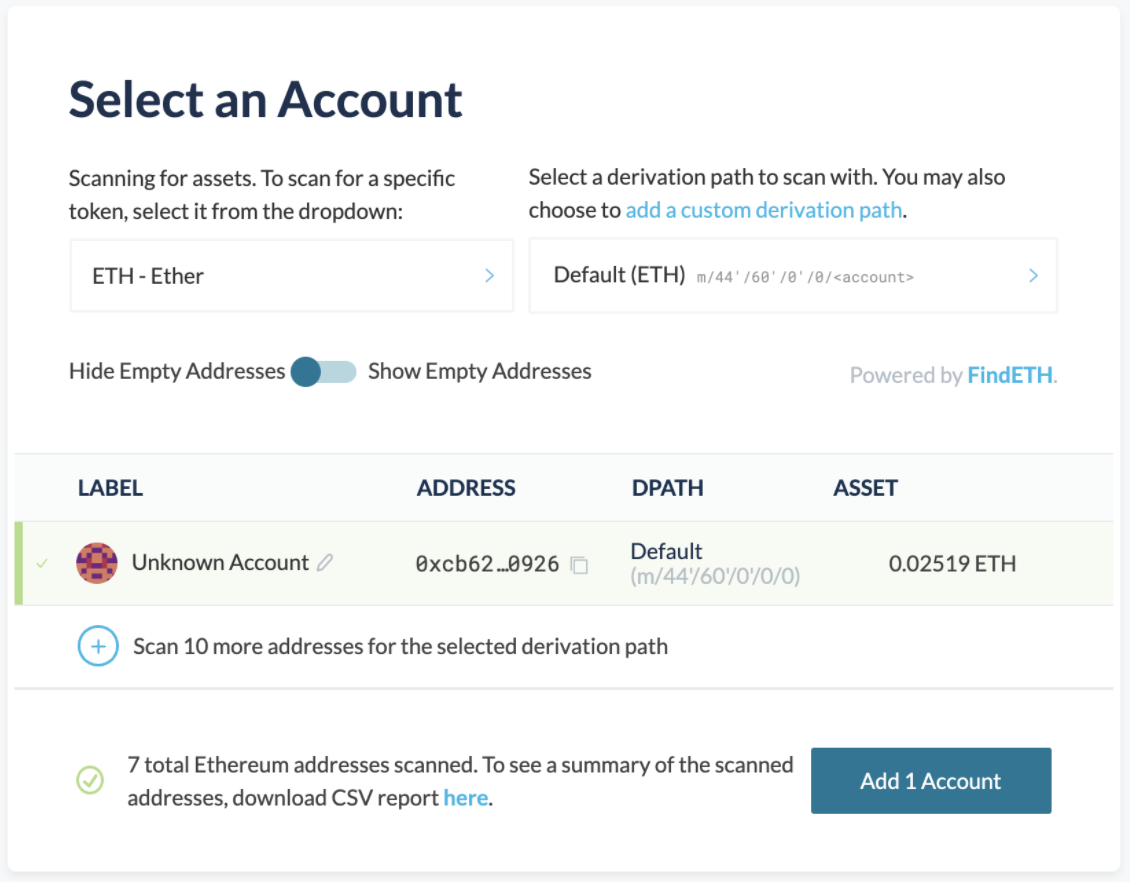 Select an Account
Scanning for assets. To scan for a specific
token, select it from the dropdown:
Select a derivation path to scan with. You may also
choose to add a custom derivation path.
ETH - Ether
Default (ETH) m/44'/60'/0'/0/<account>
Hide Empty Addresses Show Empty Addresses
Powered by FindETH.
LABEL ADDRESS DPATH ASSET
Unknown Account 0xcb62…0926 Default
(m/44'/60'/0'/0/0)
0.02519 ETH
Scan 10 more addresses for the selected derivation path
7 total Ethereum addresses scanned. To see a summary of the scanned
addresses, download CSV report here.
Add 1 Account